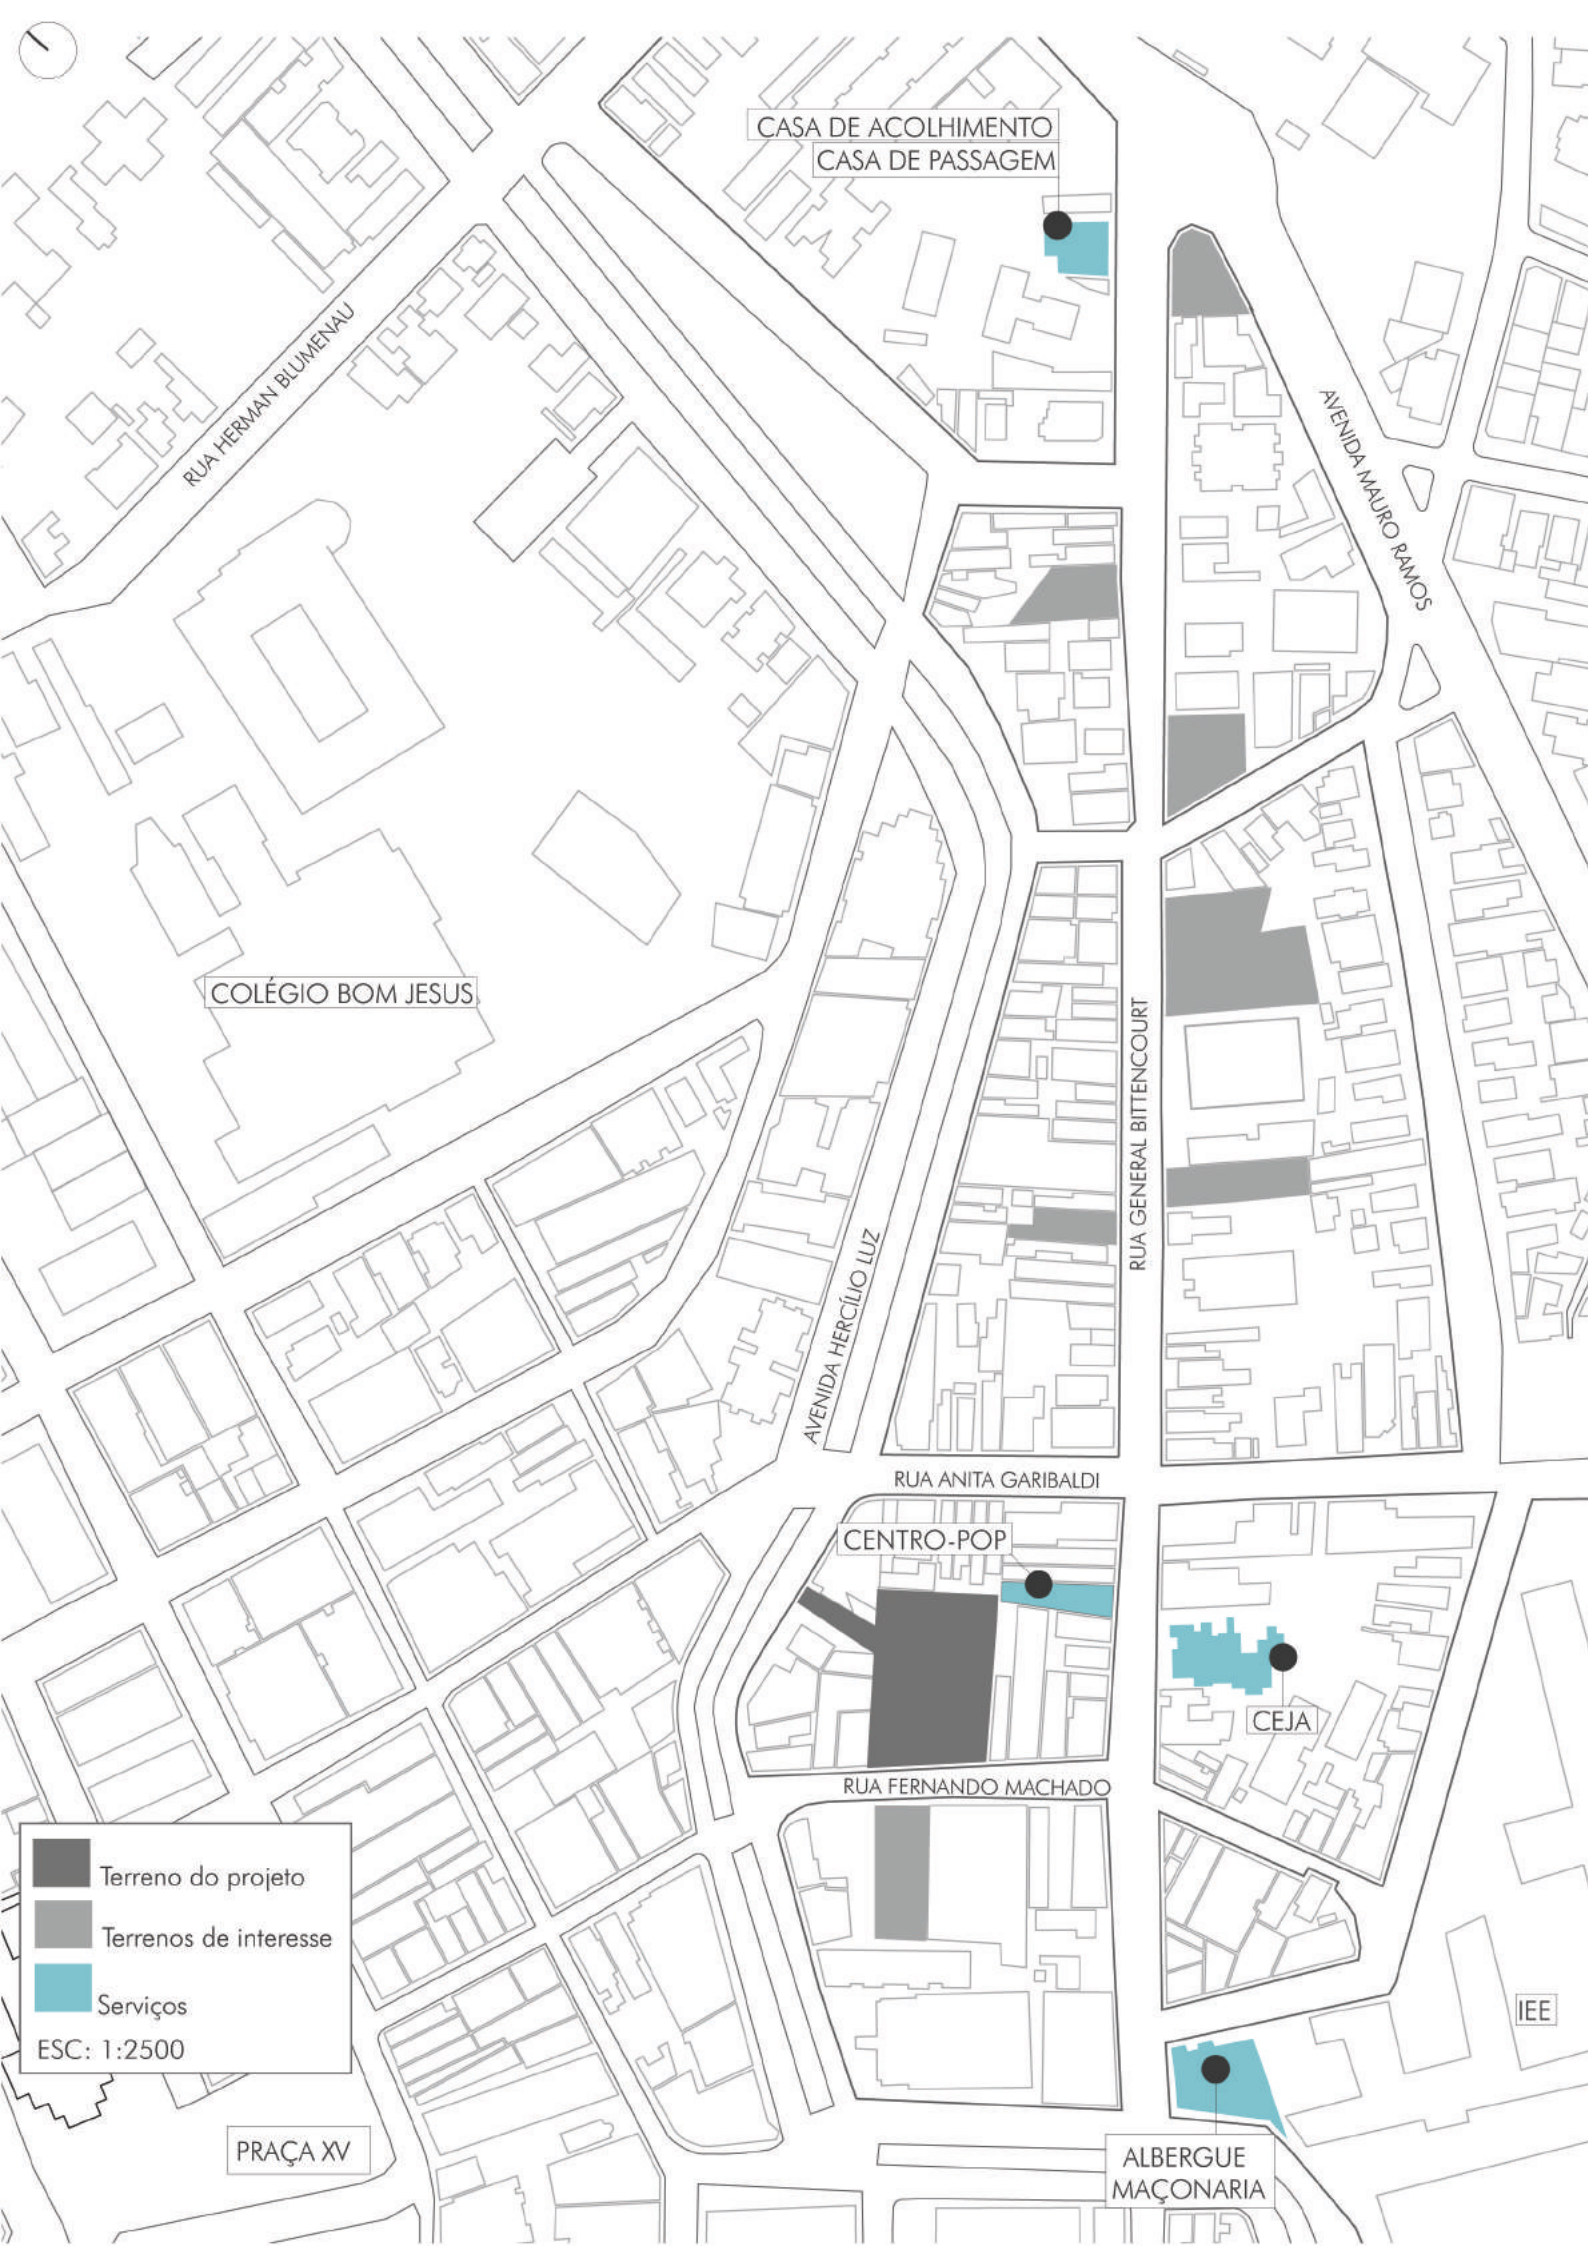 CASA DE ACOLHIMENTO
CASA DE PASSAGEM
RUA HERMAN BLUMENAU
AVENIDA MAURO RAMOS
COLÉGIO BOM JESUS
RUA GENERAL BITTENCOURT
AVENIDA HERCÍLIO LUZ
RUA ANITA GARIBALDI
CENTRO-POP
CEJA
RUA FERNANDO MACHADO
Terreno do projeto
Terrenos de interesse
Serviços
ESC: 1:2500
IEE
PRAÇA XV
ALBERGUE
MAÇONARIA